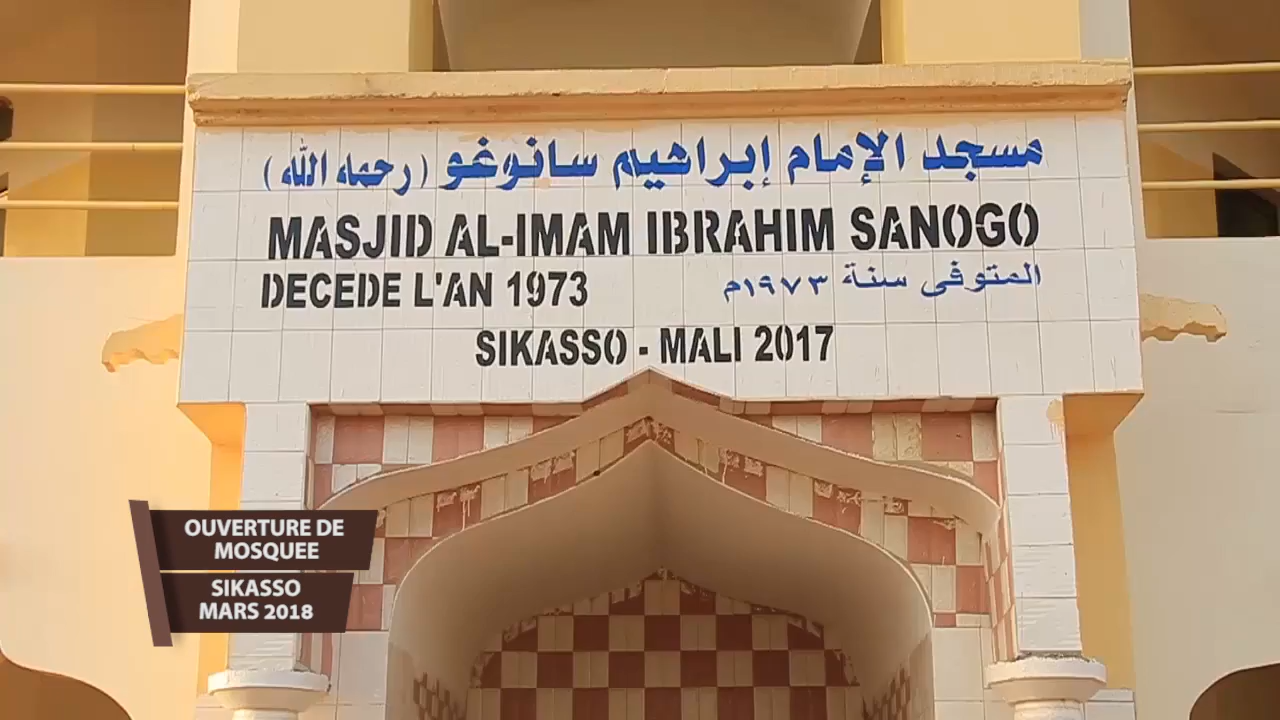 مسجد الإمام إبراهيم سانوغو (رحمه الله)
MASJID AL-IMAM IBRAHIM SANOGO
DECEDE L'AN 1973
المتوفى سنة ١٩٧٣م
SIKASSO - MALI 2017
OUVERTURE DE
MOSQUEE
SIKASSO
MARS 2018